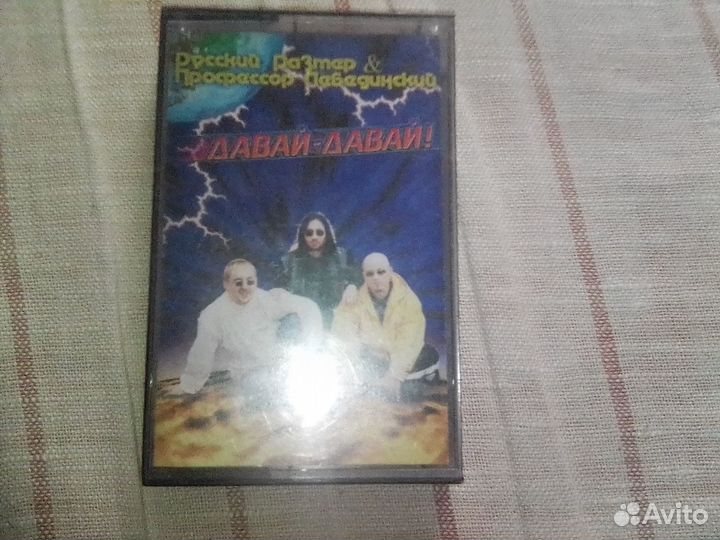 Русский Размер &
Профессор Лебединский
ДАВАЙ-ДАВАЙ!
Avito